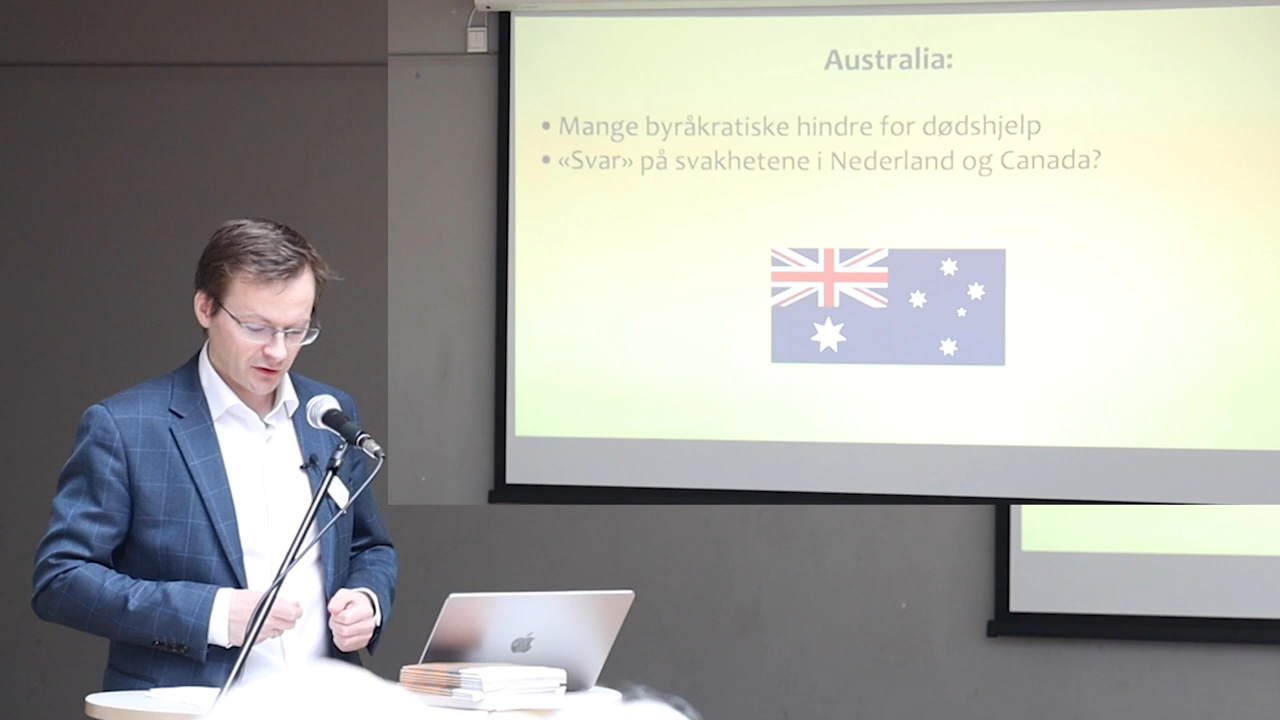 Australia:
• Mange byråkratiske hindre for dødshjelp
• «Svar» på svakhetene i Nederland og Canada?